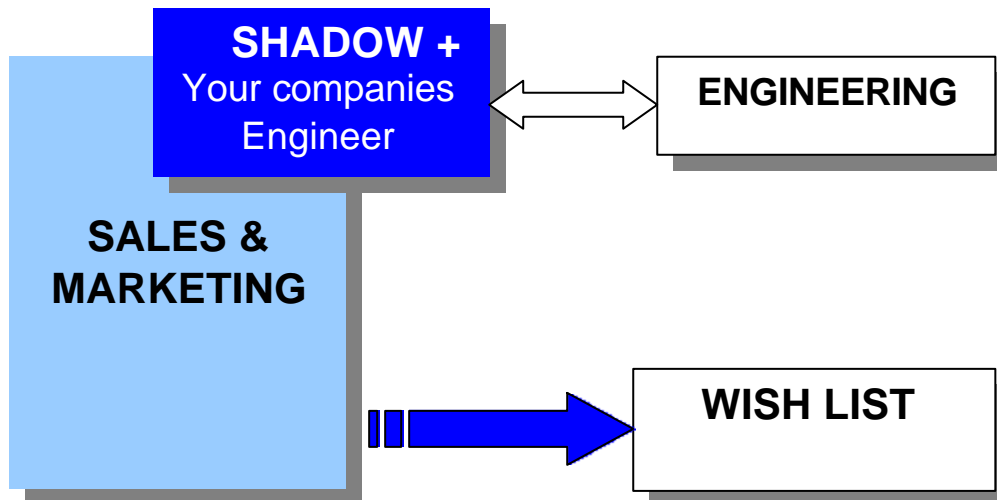 SHADOW +
Your companies
Engineer
ENGINEERING
SALES &
MARKETING
WISH LIST